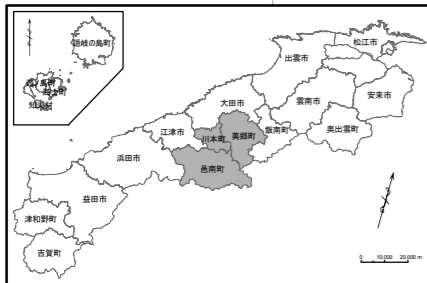 隠岐の島町
海士町
知夫村
松江市
出雲市
安来市
大田市
雲南市
奥出雲町
飯南町
江津市
川本町
美郷町
浜田市
邑南町
益田市
津和野町
吉賀町
0 10,000 20,000 m